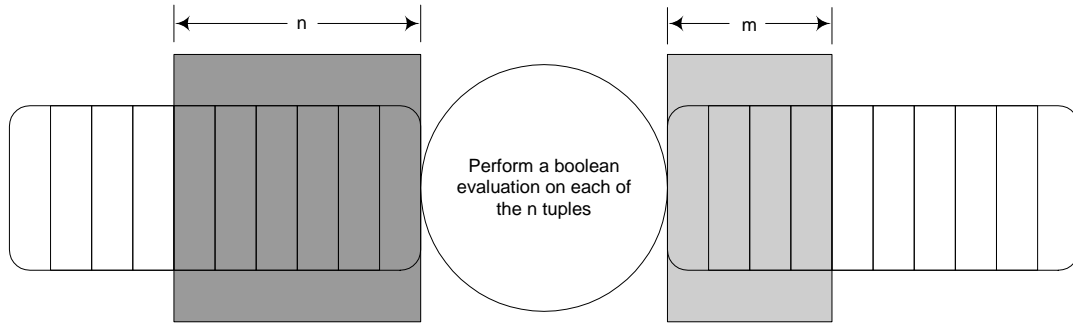 n
m
Perform a boolean
evaluation on each of
the n tuples